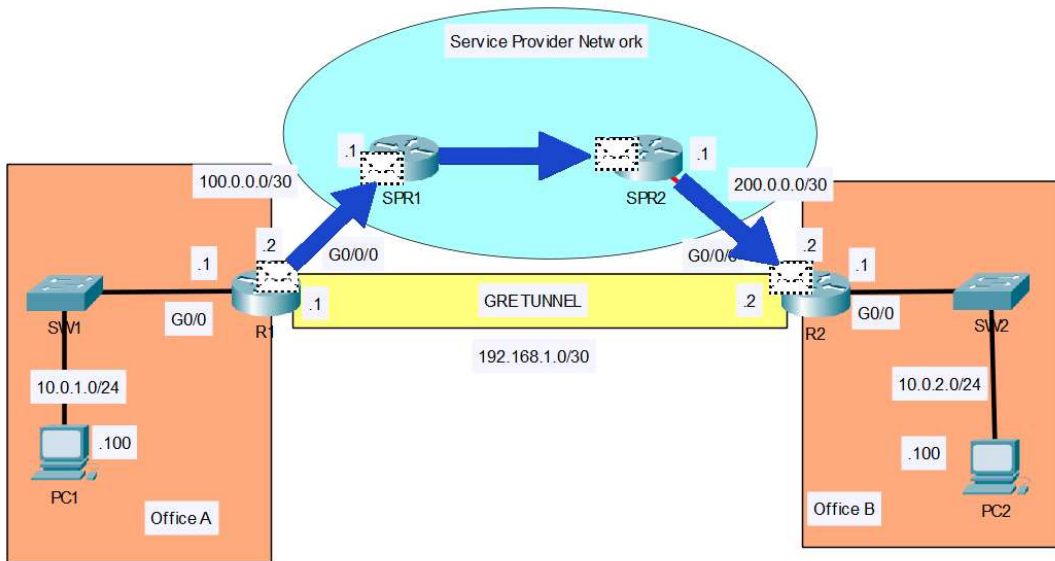 Service Provider Network
.1
SPR1
SPR2
.1
100.0.0.0/30
200.0.0.0/30
.2
G0/0/0
G0/0/0
.2
.1
.1
SW1
G0/0
R1
.1
GRE TUNNEL
.2
R2
G0/0
SW2
192.168.1.0/30
10.0.1.0/24
10.0.2.0/24
.100
.100
PC1
PC2
Office A
Office B